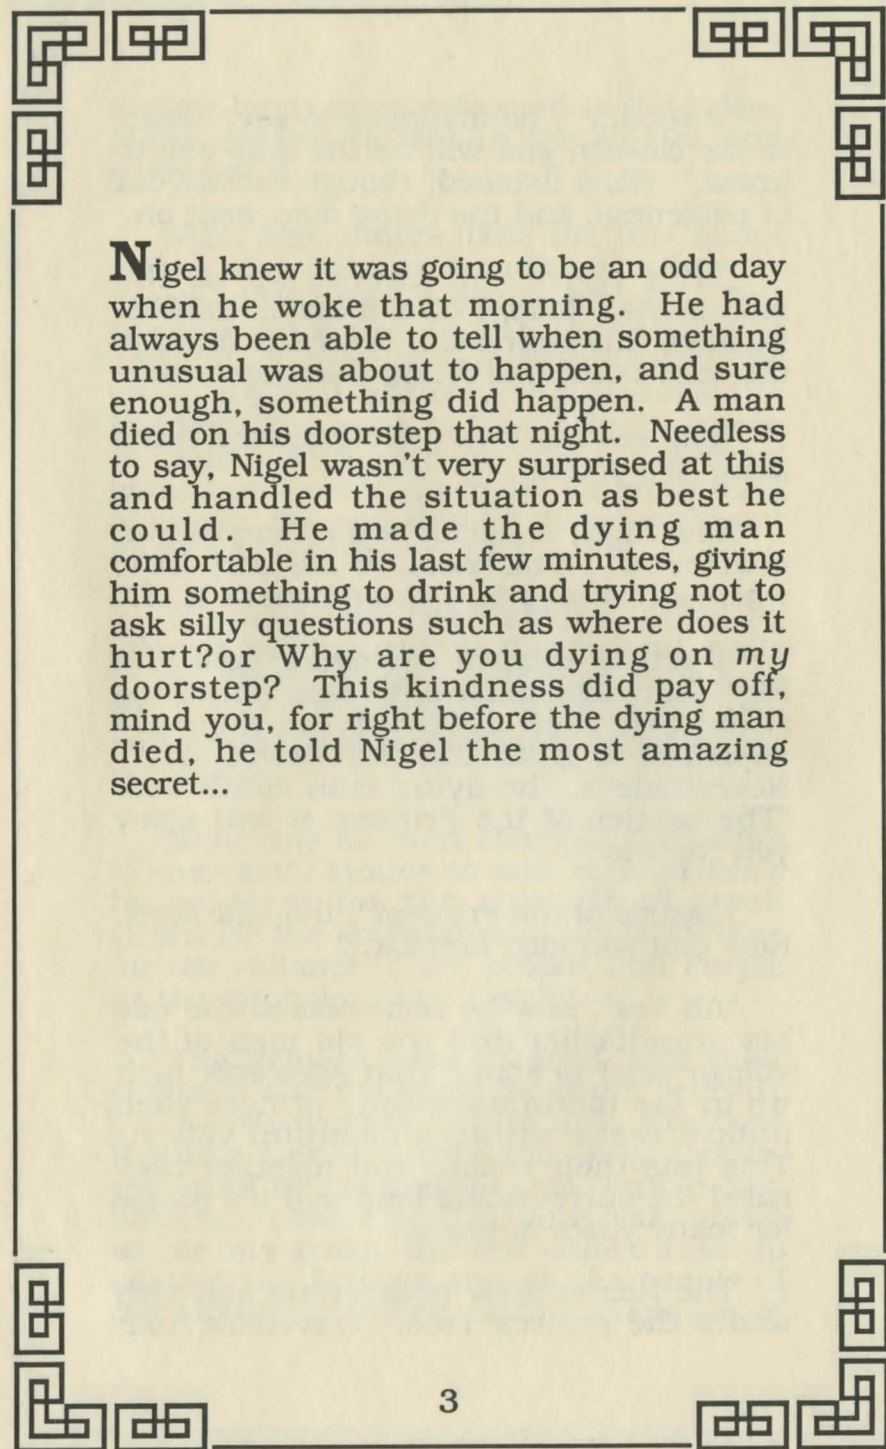 Nigel knew it was going to be an odd day
when he woke that morning. He had
always been able to tell when something
unusual was about to happen, and sure
enough, something did happen. A man
died on his doorstep that night. Needless
to say, Nigel wasn't very surprised at this
and handled the situation as best he
could. He made the dying man
comfortable in his last few minutes, giving
him something to drink and trying not to
ask silly questions such as where does it
hurt?or Why are you dying on my
doorstep? This kindness did pay off,
mind you, for right before the dying man
died, he told Nigel the most amazing
secret...
3